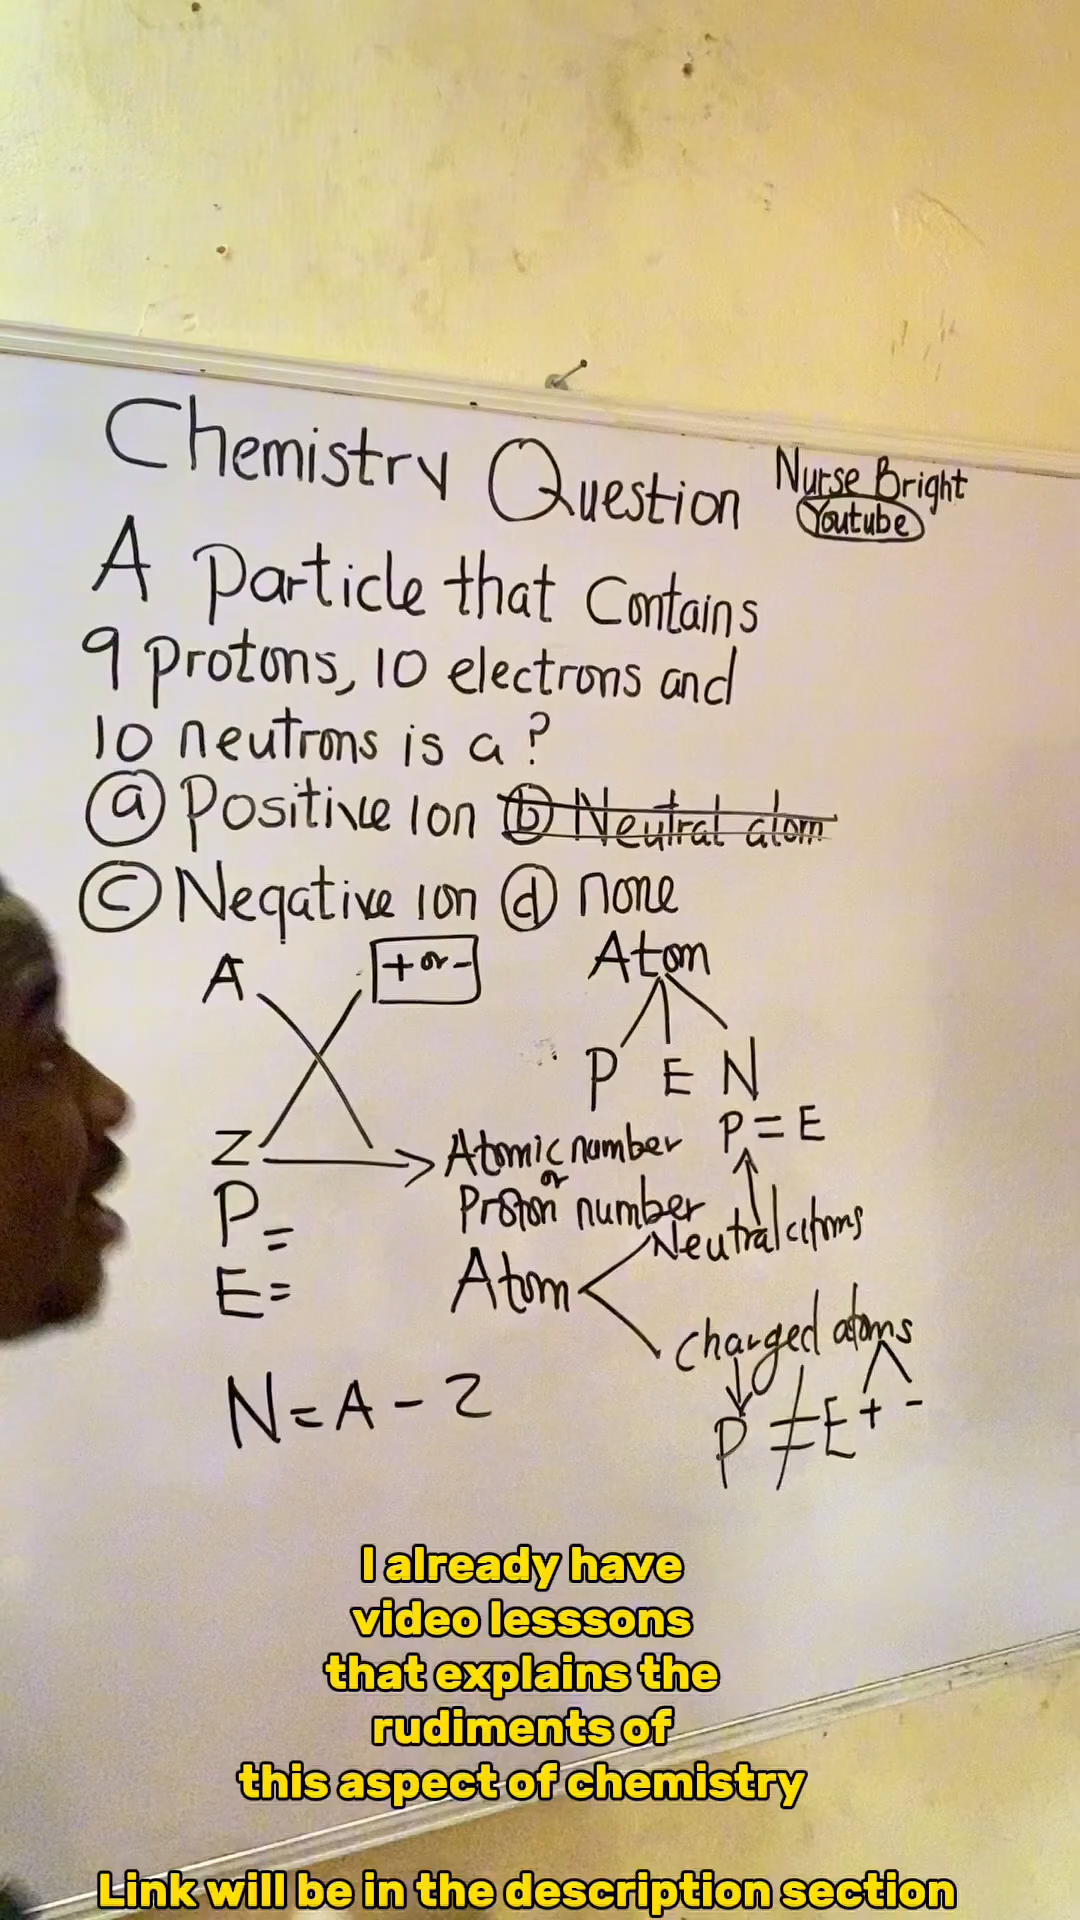 Chemistry Question
Nurse Bright
Youtube
A Particle that Contains
9 protons, 10 electrons and
10 neutrons is a ?
(a) Positive ion (b) Neutral atom
(c) Negative ion (d) none
A + or -
Z → Atomic number
or
Proton number
P=
E=
N=A-Z
Atom
P E N
P=E
Atom
Neutral atoms
Charged atoms
+ -
P ≠ E
I already have
video lesssons
that explains the
rudiments of
this aspect of chemistry
Link will be in the description section